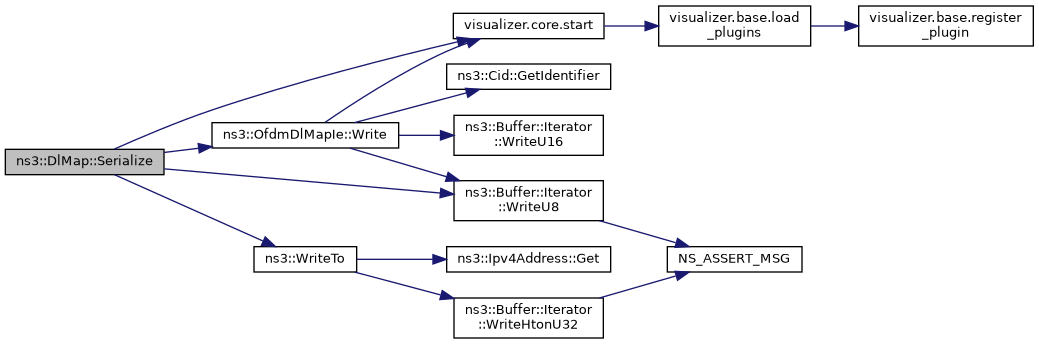 visualizer.core.start
visualizer.base.load
_plugins
visualizer.base.register
_plugin
ns3::Cid::GetIdentifier
ns3::OfdmDlMapIe::Write
ns3::Buffer::Iterator
::WriteU16
ns3::DlMap::Serialize
ns3::Buffer::Iterator
::WriteU8
ns3::WriteTo
ns3::Ipv4Address::Get
NS_ASSERT_MSG
ns3::Buffer::Iterator
::WriteHtonU32